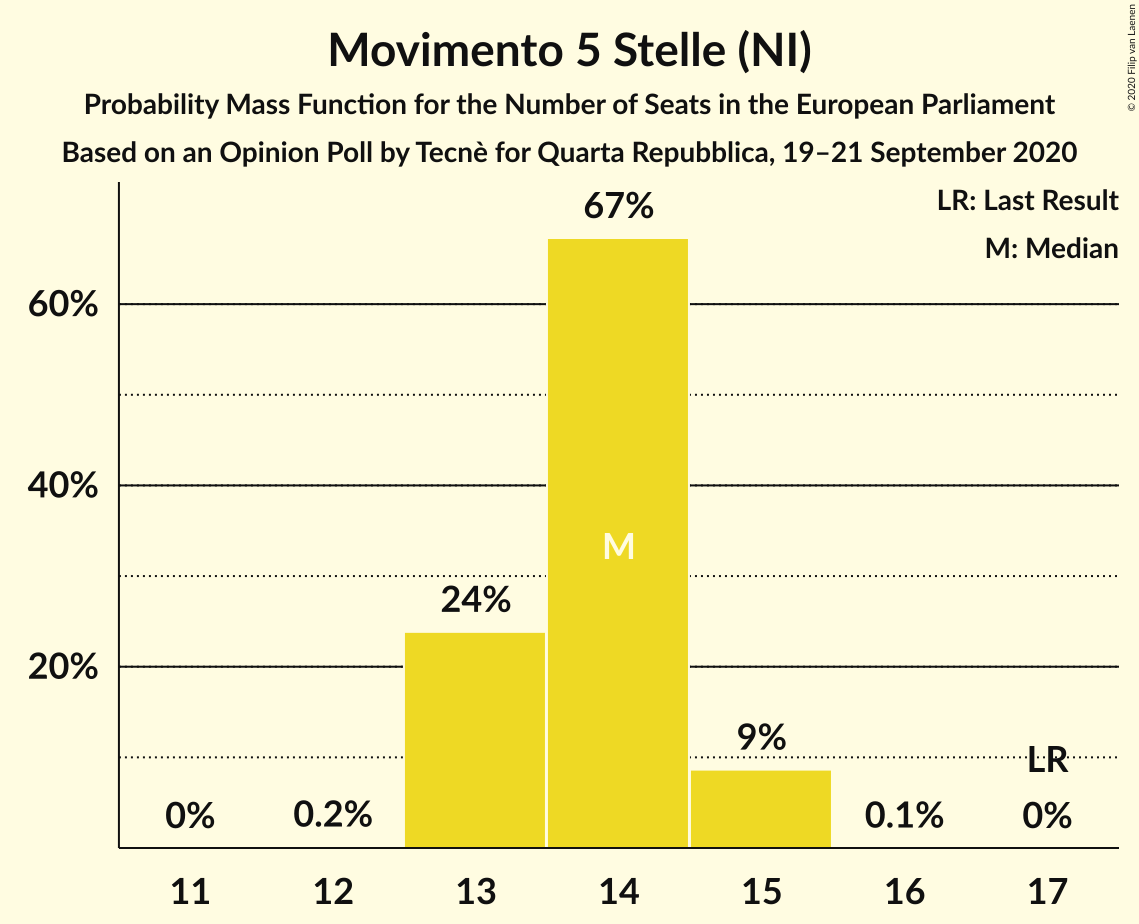 Movimento 5 Stelle (NI)
Probability Mass Function for the Number of Seats in the European Parliament
Based on an Opinion Poll by Tecnè for Quarta Repubblica, 19–21 September 2020
© 2020 Filip van Laenen
LR: Last Result
M: Median
67%
60%
40%
M
24%
20%
9%
LR
0%
0.2%
0.1%
0%
11 12 13 14 15 16 17